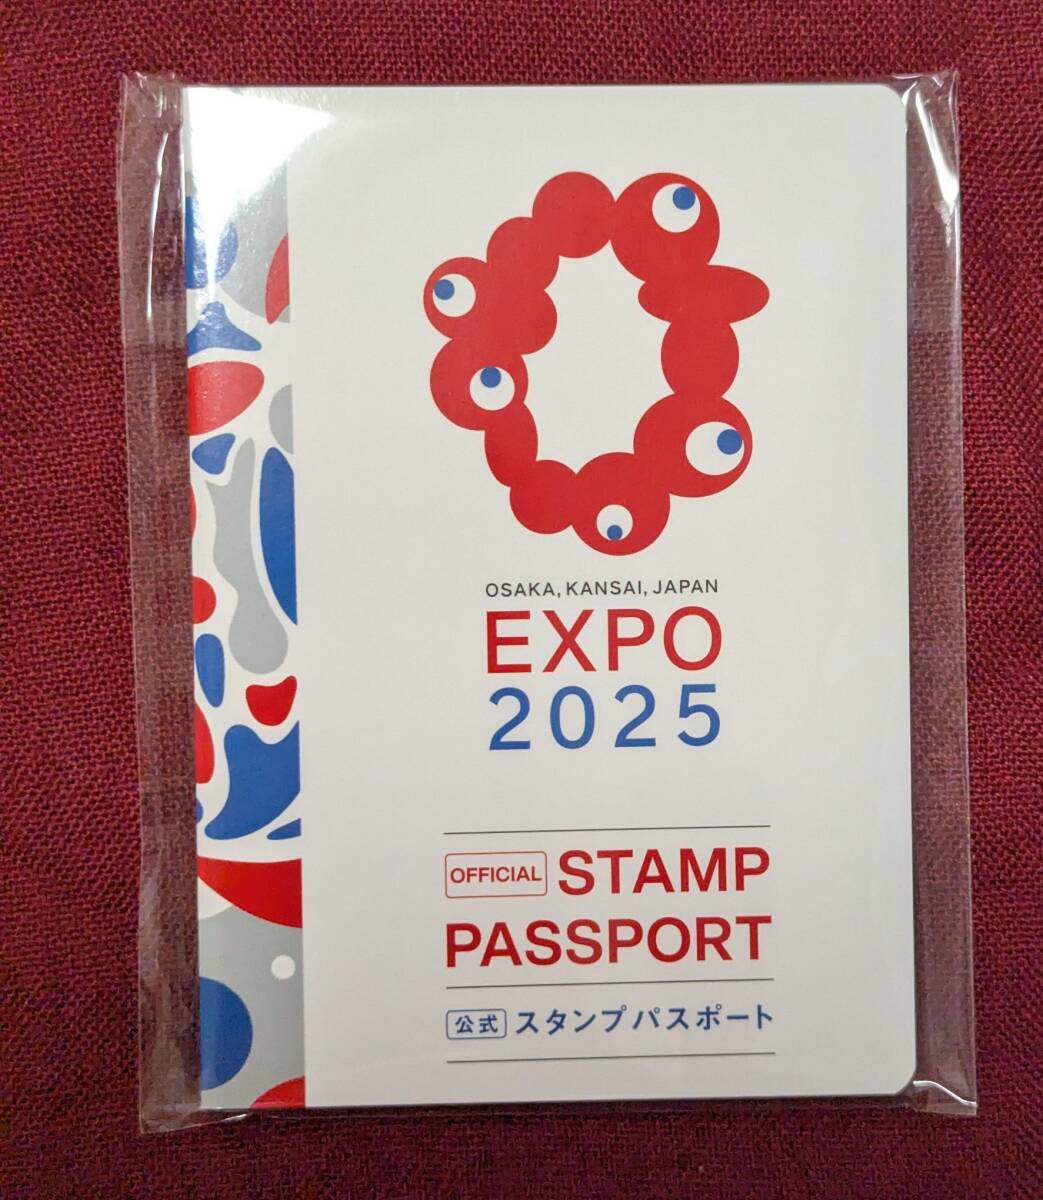 OSAKA, KANSAI, JAPAN
EXPO
2025
OFFICIAL STAMP
PASSPORT
公式 スタンプパスポート